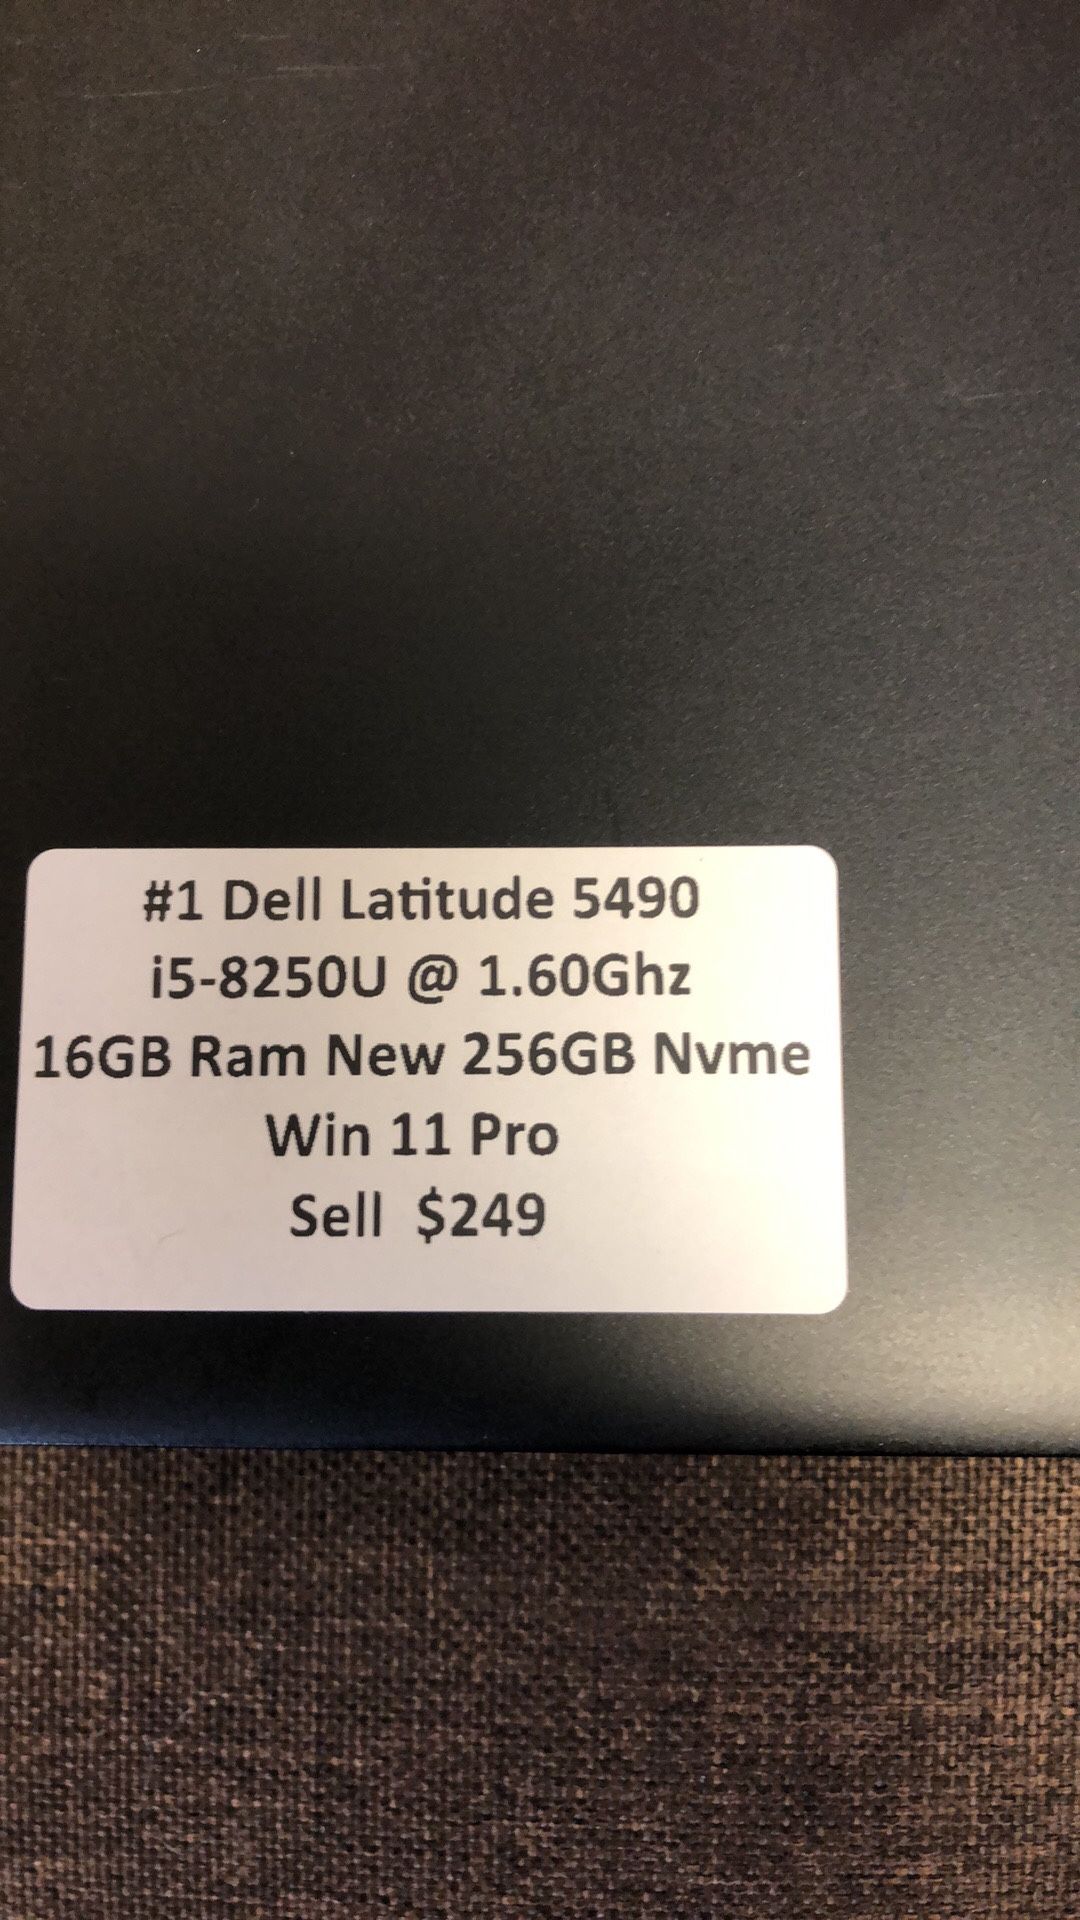 #1 Dell Latitude 5490
i5-8250U @ 1.60Ghz
16GB Ram New 256GB Nvme
Win 11 Pro
Sell  $249